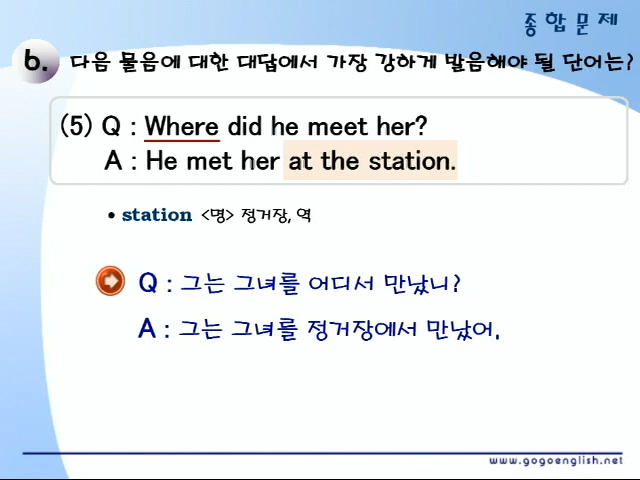 종합문제
b. 다음 물음에 대한 대답에서 가장 강하게 발음해야 될 단어는?
(5) Q : Where did he meet her?
A : He met her at the station.
• station <명> 정거장, 역
Q : 그는 그녀를 어디서 만났니?
A : 그는 그녀를 정거장에서 만났어.
www.gogoenglish.net